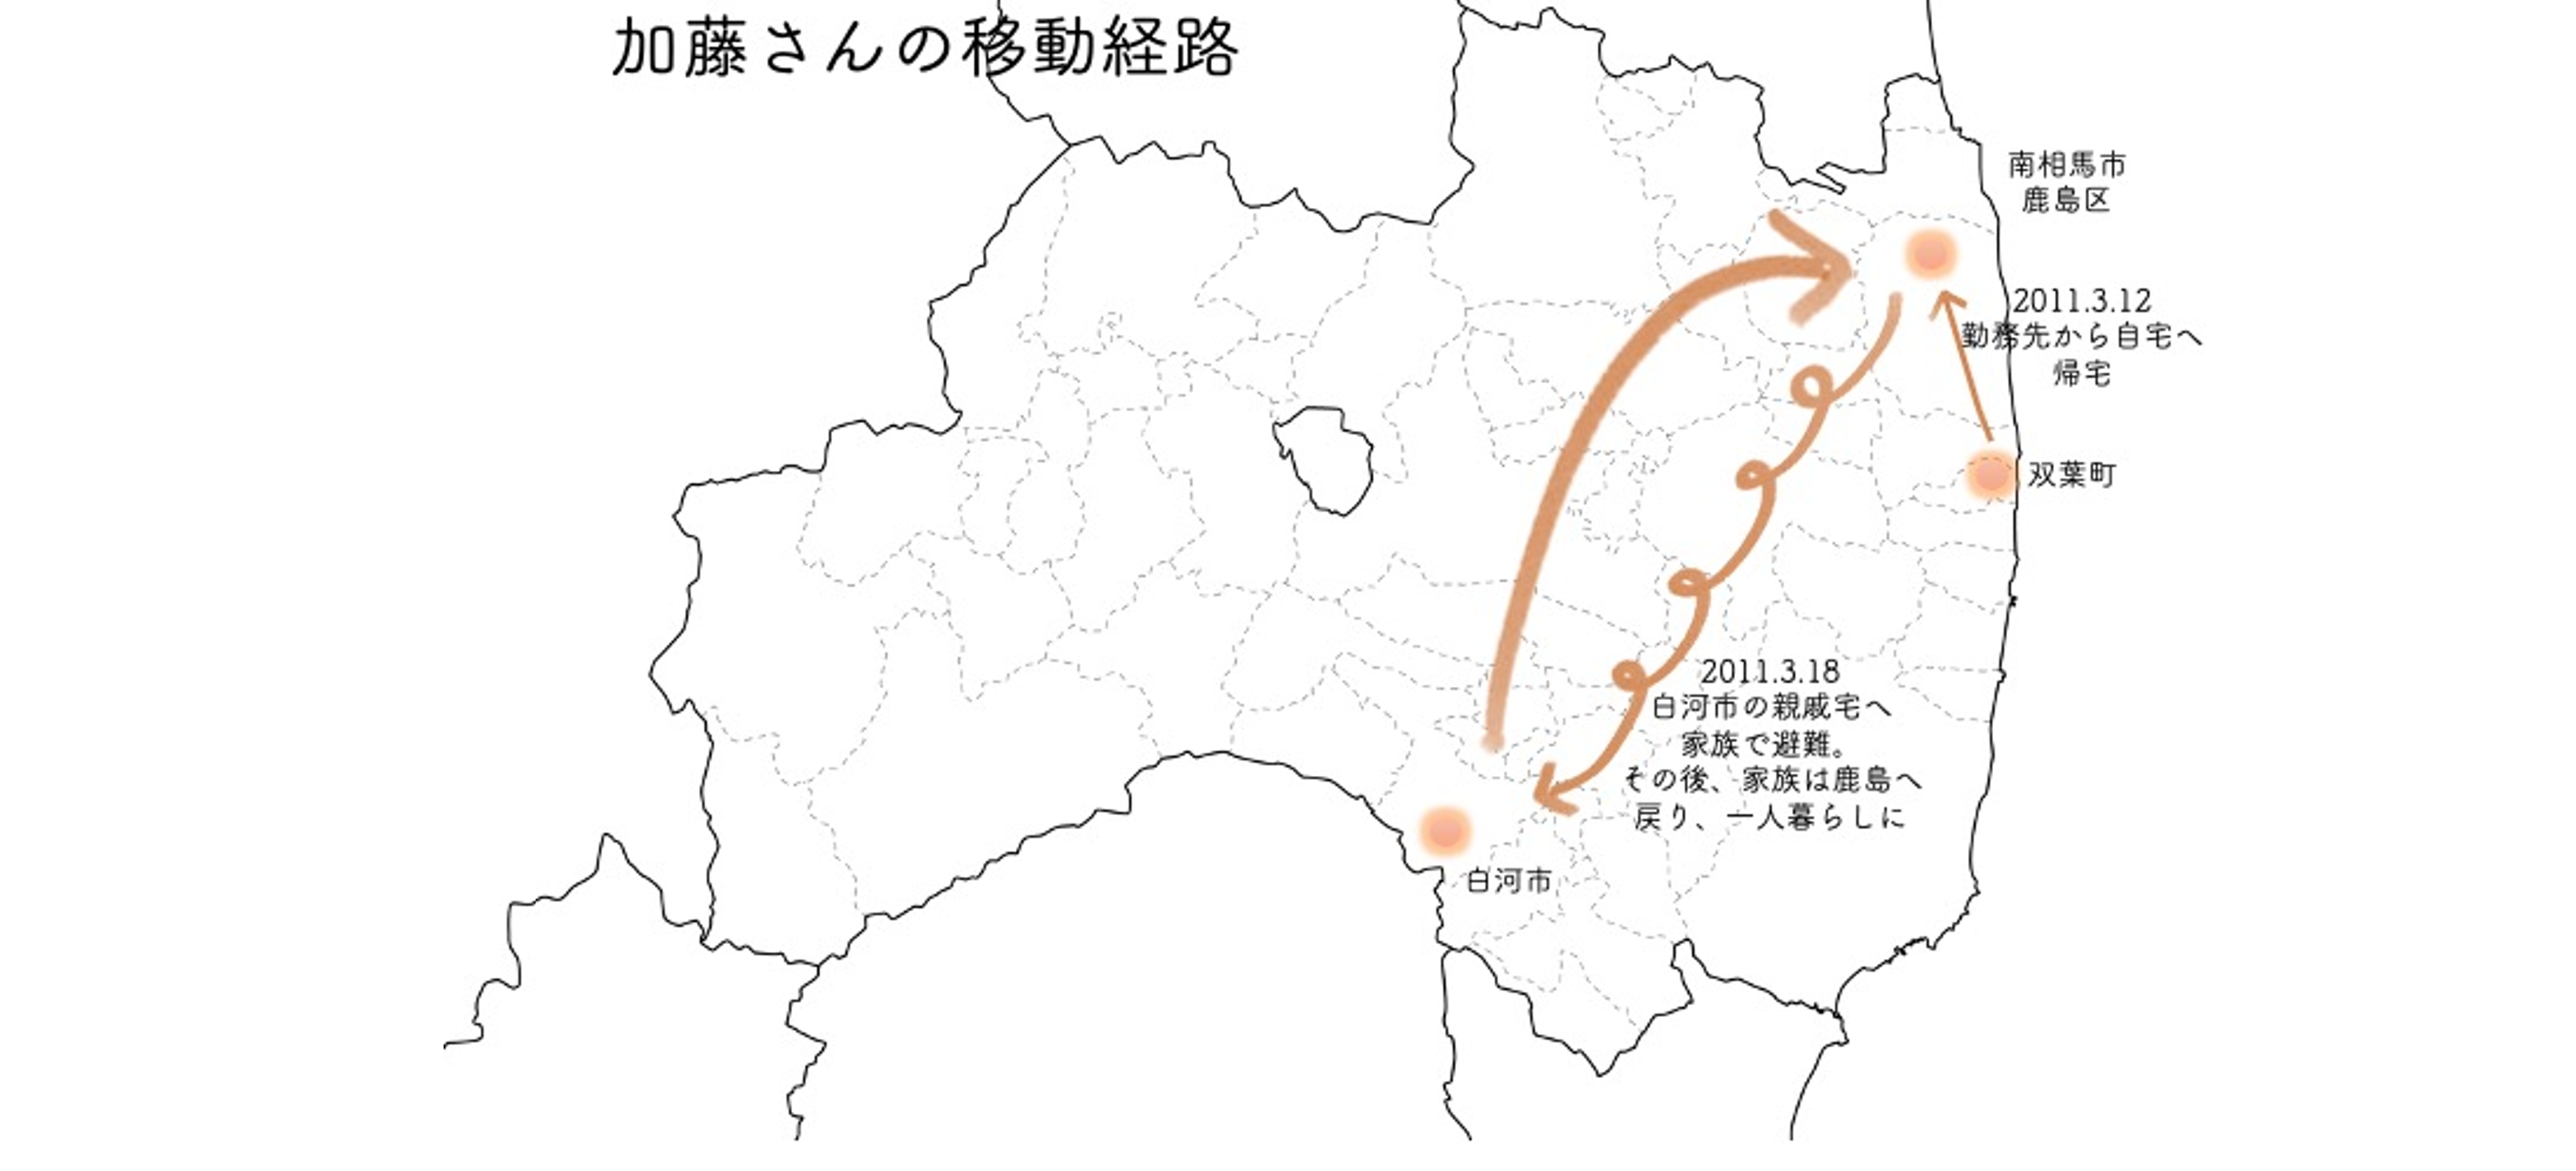 加藤さんの移動経路
南相馬市
鹿島区
2011.3.12
勤務先から自宅へ
帰宅
双葉町
2011.3.18
白河市の親戚宅へ
家族で避難。
その後、家族は鹿島へ
戻り、一人暮らしに
白河市